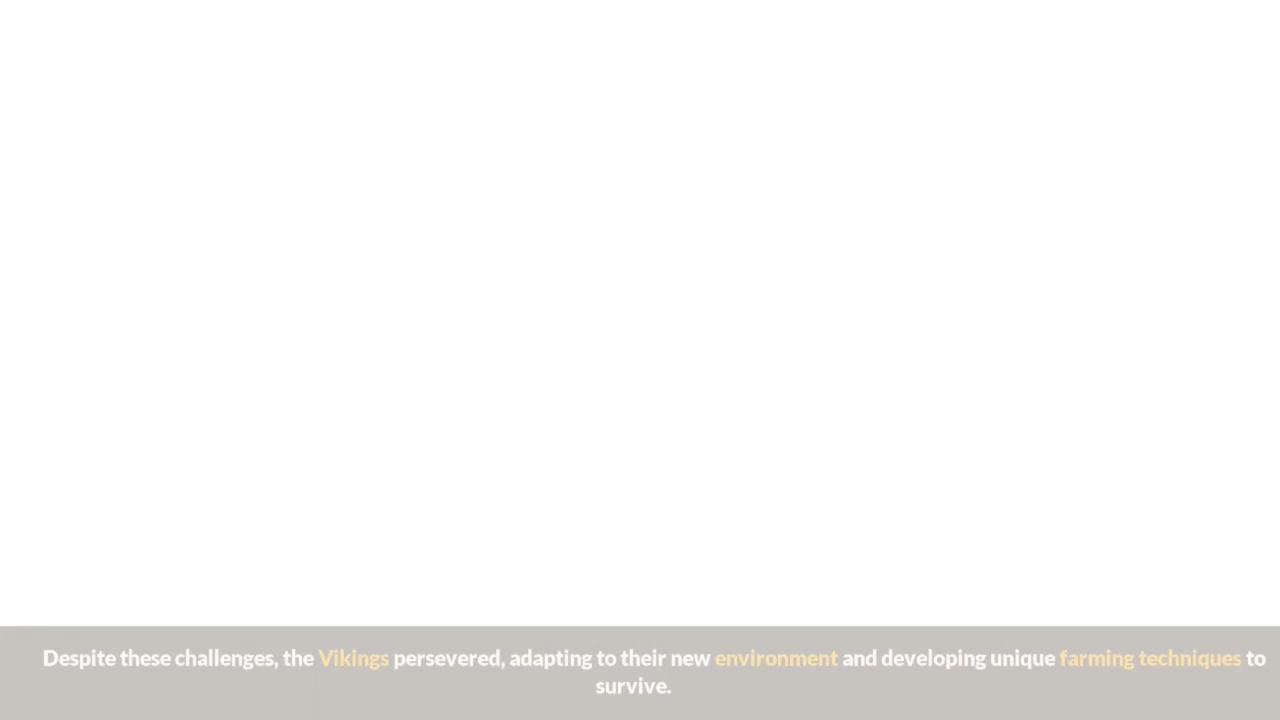 Despite these challenges, the Vikings persevered, adapting to their new environment and developing unique farming techniques to
survive.